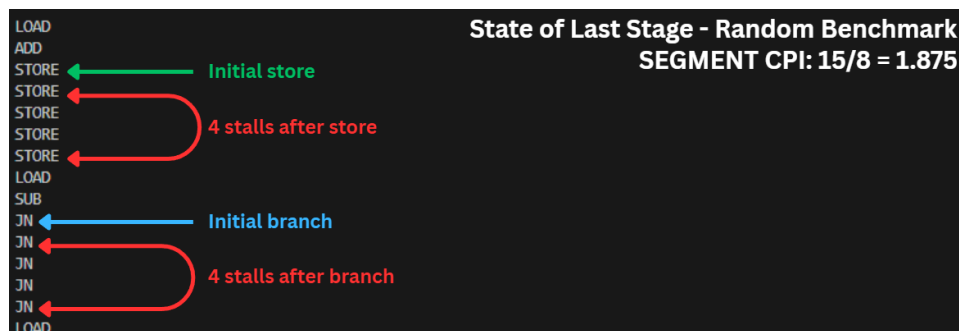 State of Last Stage - Random Benchmark
SEGMENT CPI: 15/8 = 1.875
LOAD
ADD
STORE Initial store
STORE
STORE 4 stalls after store
STORE
STORE
LOAD
SUB
JN Initial branch
JN
JN 4 stalls after branch
JN
JN
LOAD